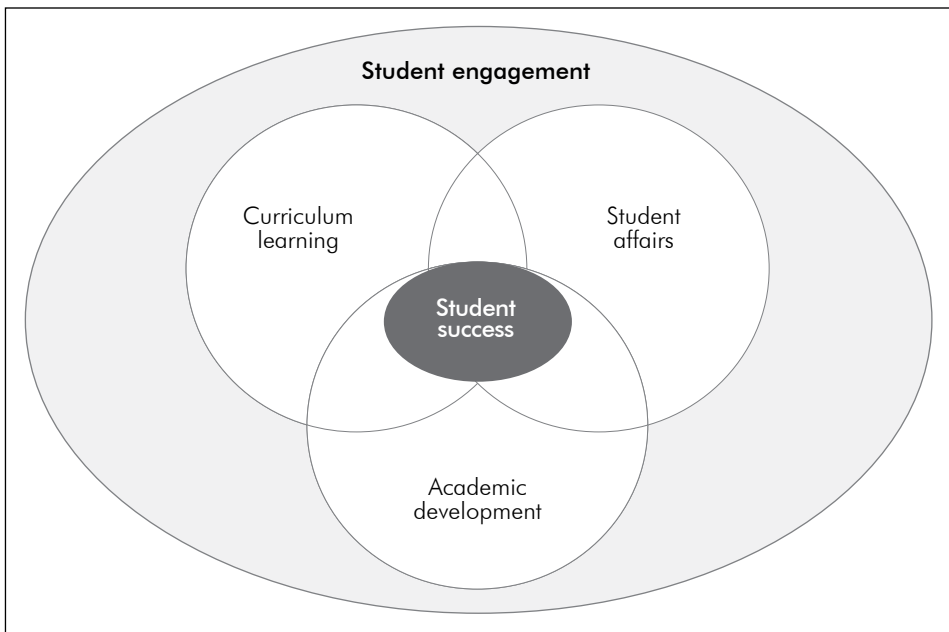 Student engagement
Curriculum
learning
Student
affairs
Student
success
Academic
development